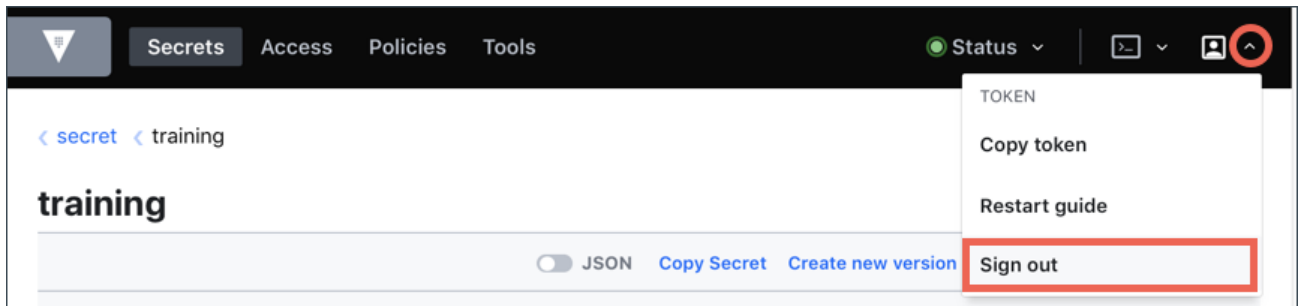 Secrets Access Policies Tools Status
TOKEN
secret training
Copy token
training
Restart guide
JSON Copy Secret Create new version
Sign out